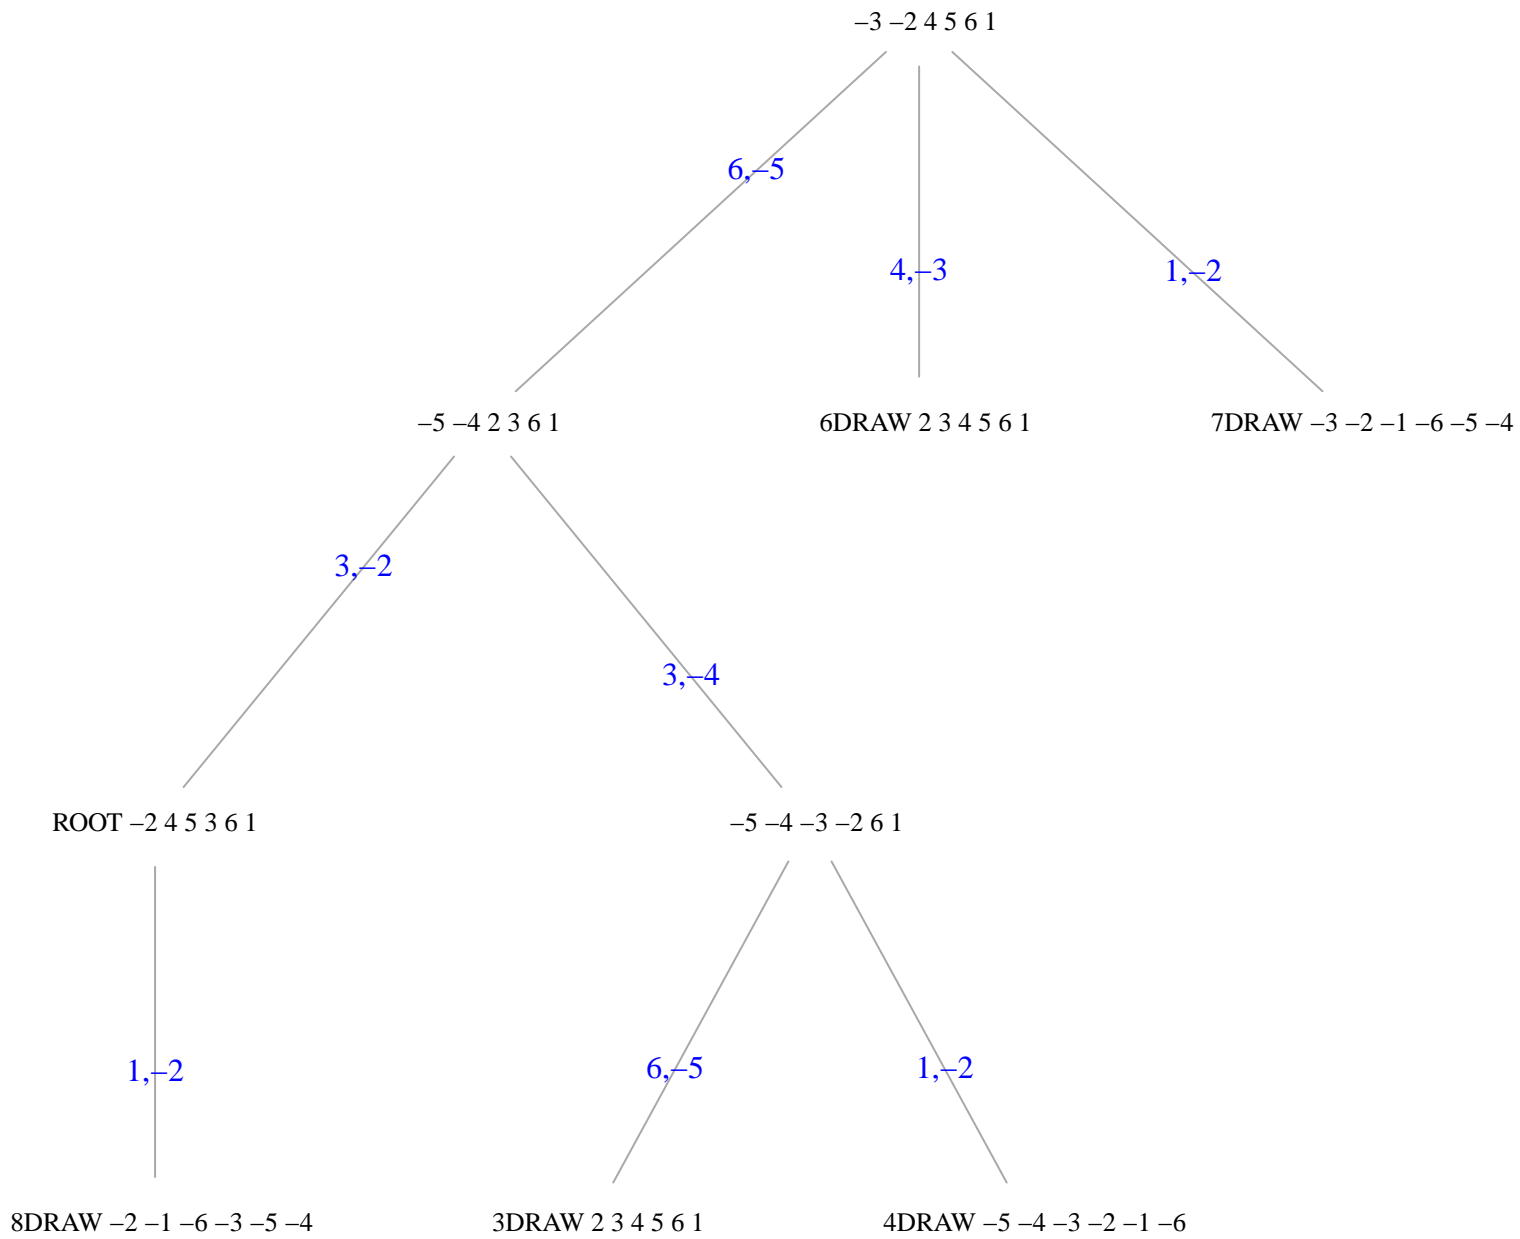 –3 –2 4 5 6 1
6,–5
4,–3
1,–2
–5 –4 2 3 6 1
6DRAW 2 3 4 5 6 1
7DRAW –3 –2 –1 –6 –5 –4
3,–2
3,–4
ROOT –2 4 5 3 6 1
–5 –4 –3 –2 6 1
1,–2
6,–5
1,–2
8DRAW –2 –1 –6 –3 –5 –4
3DRAW 2 3 4 5 6 1
4DRAW –5 –4 –3 –2 –1 –6